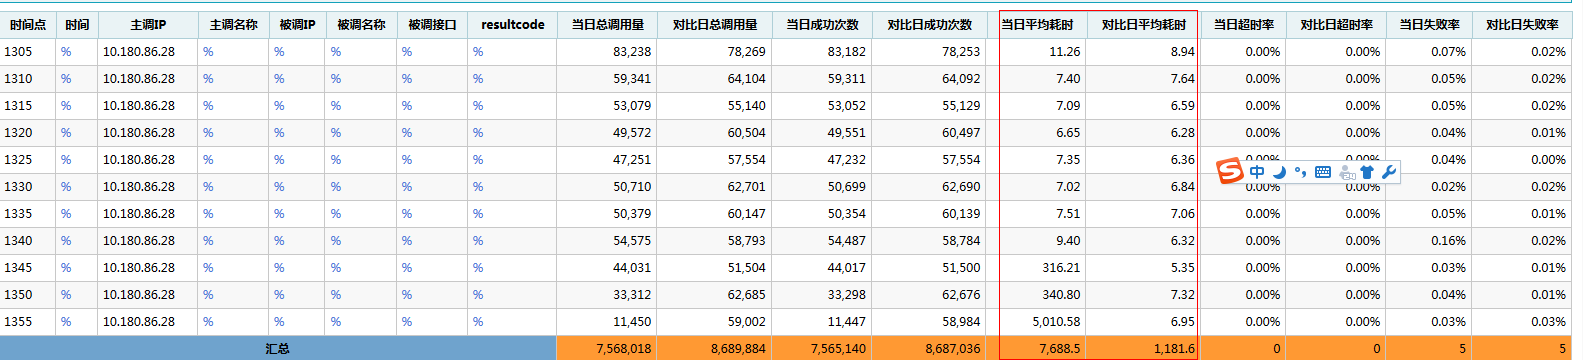 时间点 时间 主调IP 主调名称 被调IP 被调名称 被调接口 resultcode 当日总调用量 对比日总调用量 当日成功次数 对比日成功次数 当日平均耗时 对比日平均耗时 当日超时率 对比日超时率 当日失败率 对比日失败率
1305 % 10.180.86.28 % % % % % 83,238 78,269 83,182 78,253 11.26 8.94 0.00% 0.00% 0.07% 0.02%
1310 % 10.180.86.28 % % % % % 59,341 64,104 59,311 64,092 7.40 7.64 0.00% 0.00% 0.05% 0.02%
1315 % 10.180.86.28 % % % % % 53,079 55,140 53,052 55,129 7.09 6.59 0.00% 0.00% 0.05% 0.02%
1320 % 10.180.86.28 % % % % % 49,572 60,504 49,551 60,497 6.65 6.28 0.00% 0.00% 0.04% 0.01%
1325 % 10.180.86.28 % % % % % 47,251 57,554 47,232 57,554 7.35 6.36 0.00% 0.00% 0.04% 0.00%
S 中
1330 % 10.180.86.28 % % % % % 50,710 62,701 50,699 62,690 7.02 6.84 0.00% 0.00% 0.02% 0.02%
1335 % 10.180.86.28 % % % % % 50,379 60,147 50,354 60,139 7.51 7.06 0.00% 0.00% 0.05% 0.01%
1340 % 10.180.86.28 % % % % % 54,575 58,793 54,487 58,784 9.40 6.32 0.00% 0.00% 0.16% 0.02%
1345 % 10.180.86.28 % % % % % 44,031 51,504 44,017 51,500 316.21 5.35 0.00% 0.00% 0.03% 0.01%
1350 % 10.180.86.28 % % % % % 33,312 62,685 33,298 62,676 340.80 7.32 0.00% 0.00% 0.04% 0.01%
1355 % 10.180.86.28 % % % % % 11,450 59,002 11,447 58,984 5,010.58 6.95 0.00% 0.00% 0.03% 0.03%
汇总 7,568,018 8,689,884 7,565,140 8,687,036 7,688.5 1,181.6 0 0 5 5